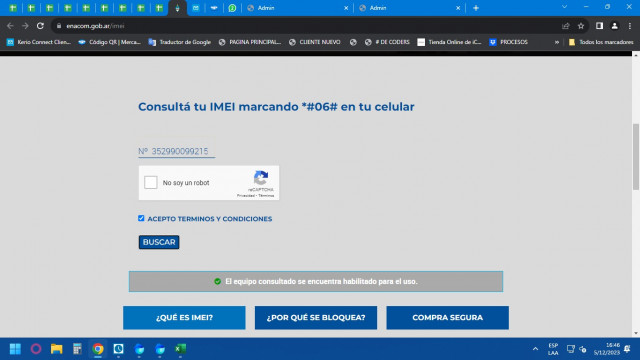 Admin
Admin
enacom.gob.ar/imei
Kerio Connect Clien...
Código QR | Merca...
Traductor de Google
PAGINA PRINCIPAL...
CLIENTE NUEVO
# DE CODERS
Tienda Online de iC...
PROCESOS
»
Todos los marcadores
Consultá tu IMEI marcando *#06# en tu celular
Nº 352990099215
No soy un robot
reCAPTCHA
Privacidad - Términos
ACEPTO TERMINOS Y CONDICIONES
BUSCAR
El equipo consultado se encuentra habilitado para el uso.
¿QUÉ ES IMEI?
¿POR QUÉ SE BLOQUEA?
COMPRA SEGURA
ESP
LAA
16:46
5/12/2023